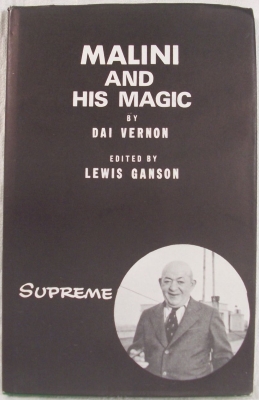 MALINI
AND
HIS MAGIC
BY
DAI VERNON
EDITED BY
LEWIS GANSON
SUPREME